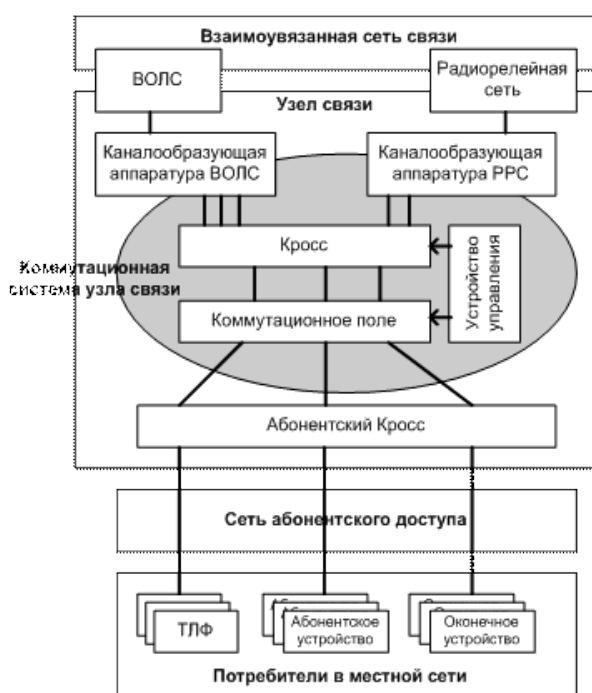 Взаимоувязанная сеть связи
ВОЛС
Радиорелейная
сеть
Узел связи
Каналообразующая
аппаратура ВОЛС
Каналообразующая
аппаратура РРС
Кросс
Устройство
управления
Коммутационная
система узла связи
Коммутационное поле
Абонентский Кросс
Сеть абонентского доступа
ТЛФ
Абонентское
устройство
Оконечное
устройство
Потребители в местной сети